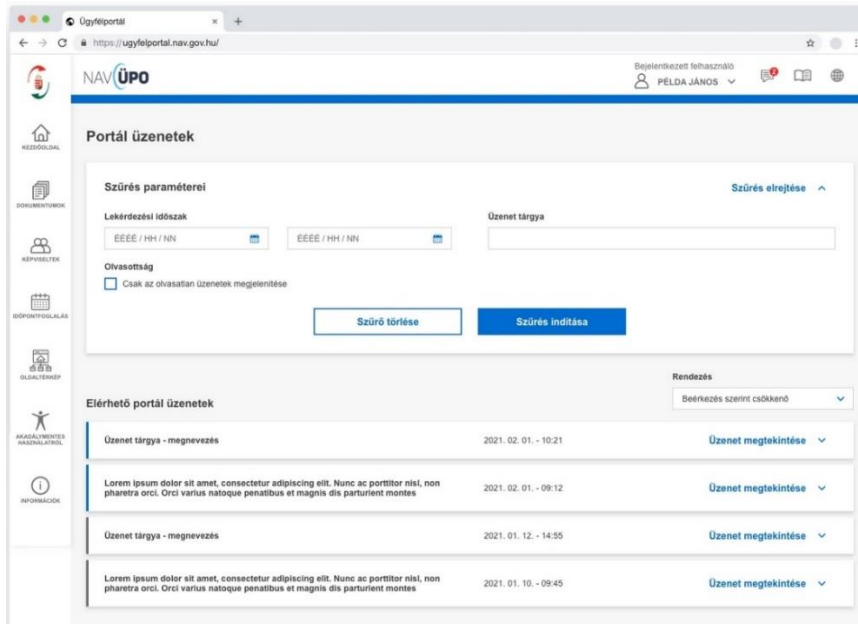 Ügyfélportál
https://ugyfelportal.nav.gov.hu/
NAV ÜPO
Bejelentkezett felhasználó
PÉLDA JÁNOS
2
KEZDŐOLDAL
DOKUMENTUMOK
KÉPVISELTEK
IDŐPONTFOGLALÁS
OLDALTÉRKÉP
AKADÁLYMENTES
HASZNÁLATRÓL
INFORMÁCIÓK
Portál üzenetek
Szűrés paraméterei
Szűrés elrejtése
Lekérdezési időszak
Üzenet tárgya
ÉÉÉÉ / HH / NN
ÉÉÉÉ / HH / NN
Olvasottság
Csak az olvasatlan üzenetek megjelenítése
Szűrő törlése
Szűrés indítása
Rendezés
Elérhető portál üzenetek
Beérkezés szerint csökkenő
Üzenet tárgya - megnevezés 2021. 02. 01. - 10:21 Üzenet megtekintése
Lorem ipsum dolor sit amet, consectetur adipiscing elit. Nunc ac porttitor nisl, non
pharetra orci. Orci varius natoque penatibus et magnis dis parturient montes
2021. 02. 01. - 09:12 Üzenet megtekintése
Üzenet tárgya - megnevezés 2021. 01. 12. - 14:55 Üzenet megtekintése
Lorem ipsum dolor sit amet, consectetur adipiscing elit. Nunc ac porttitor nisl, non
pharetra orci. Orci varius natoque penatibus et magnis dis parturient montes
2021. 01. 10. - 09:45 Üzenet megtekintése